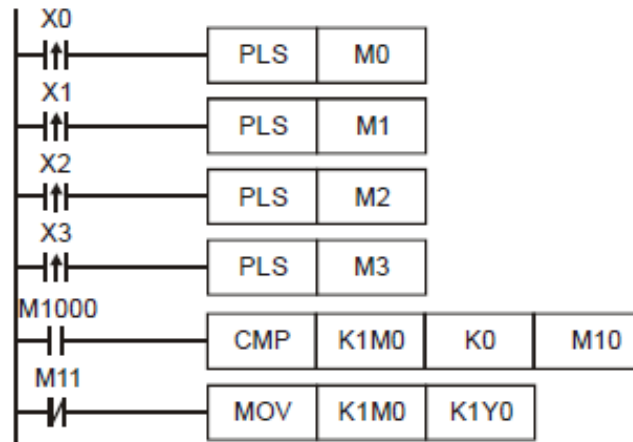 X0
PLS M0
X1
PLS M1
X2
PLS M2
X3
PLS M3
M1000
CMP K1M0 K0 M10
M11
MOV K1M0 K1Y0